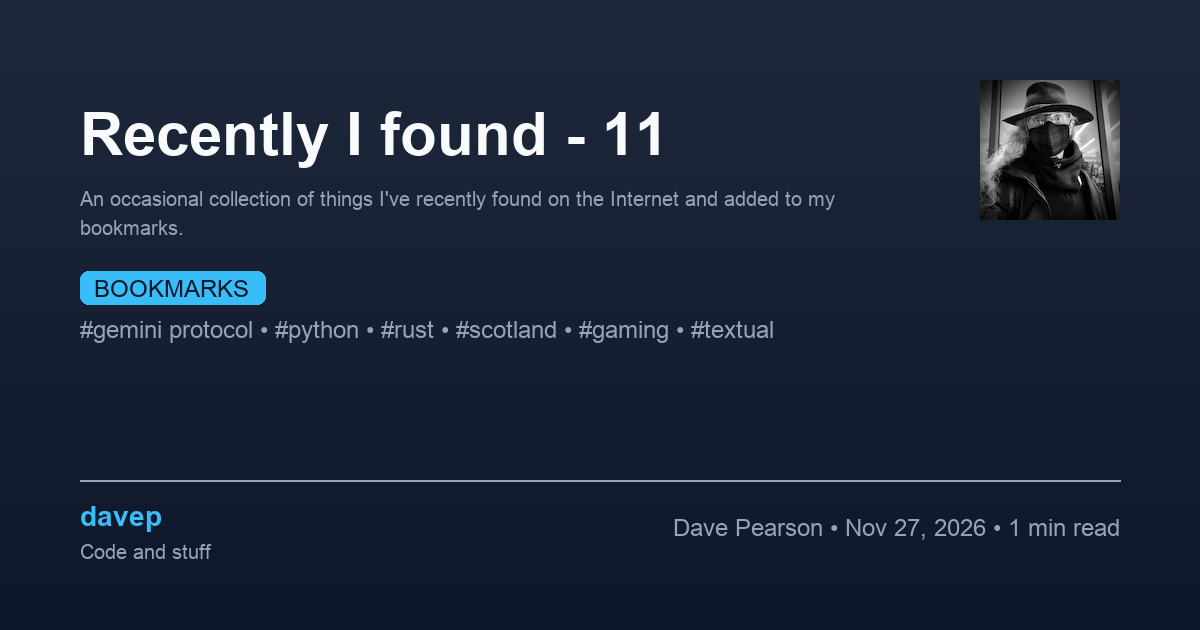 Recently I found - 11
An occasional collection of things I've recently found on the Internet and added to my
bookmarks.
BOOKMARKS
#gemini protocol • #python • #rust • #scotland • #gaming • #textual
davep
Code and stuff
Dave Pearson • Nov 27, 2026 • 1 min read